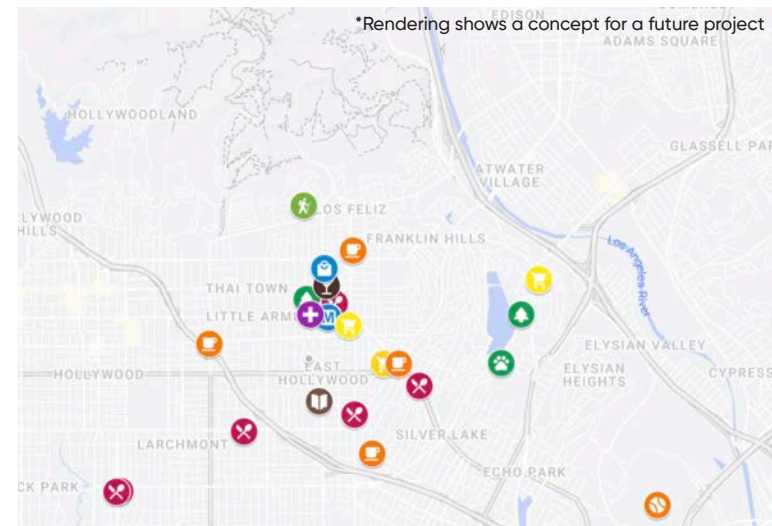 EDISON
*Rendering shows a concept for a future project
ADAMS SQUARE
HOLLYWOODLAND
GLASSELL PAR
ATWATER
VILLAGE
LOS FELIZ
LYWOOD
HILLS
FRANKLIN HILLS
Los Angeles River
THAI TOWN
LITTLE ARME
M
ELYSIAN VALLEY
EAST
HOLLYWOOD
HOLLYWOOD
ELYSIAN
HEIGHTS
CYPRESS
LARCHMONT
SILVER LAKE
ECHO PARK
CK PARK